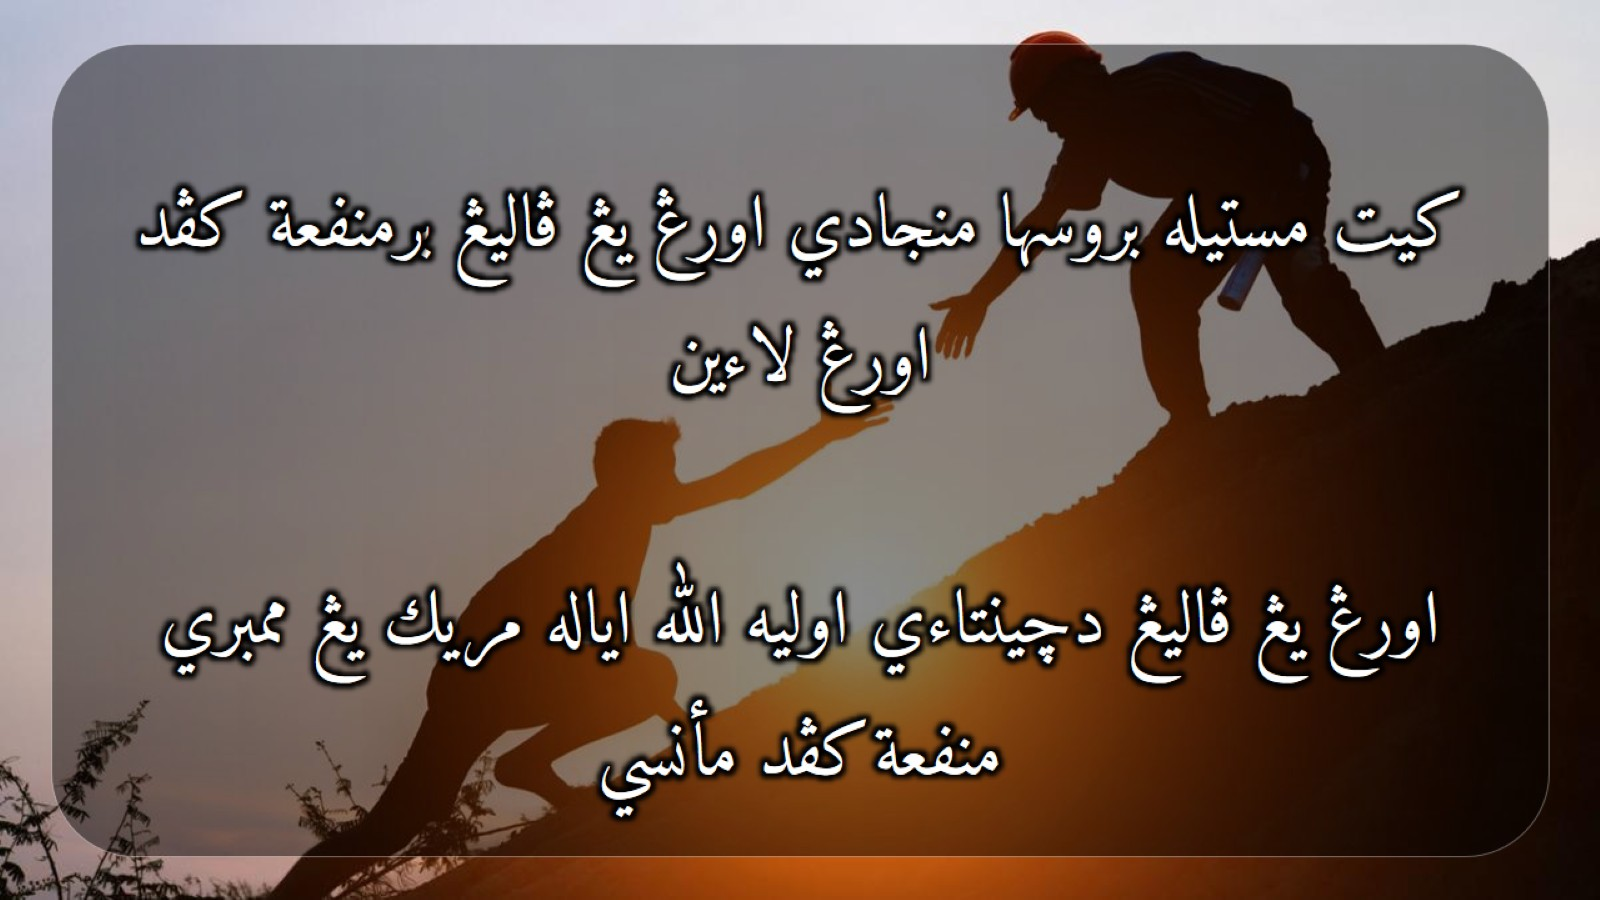 كيت مستيله بروسها منجادي اورڠ يڠ ڤاليڠ برمنفعة كڤد
اورڠ لاءين
اورڠ يڠ ڤاليڠ دچينتاءي اوليه الله اياله مريك يڠ ممبري
منفعة كڤد مأنسي